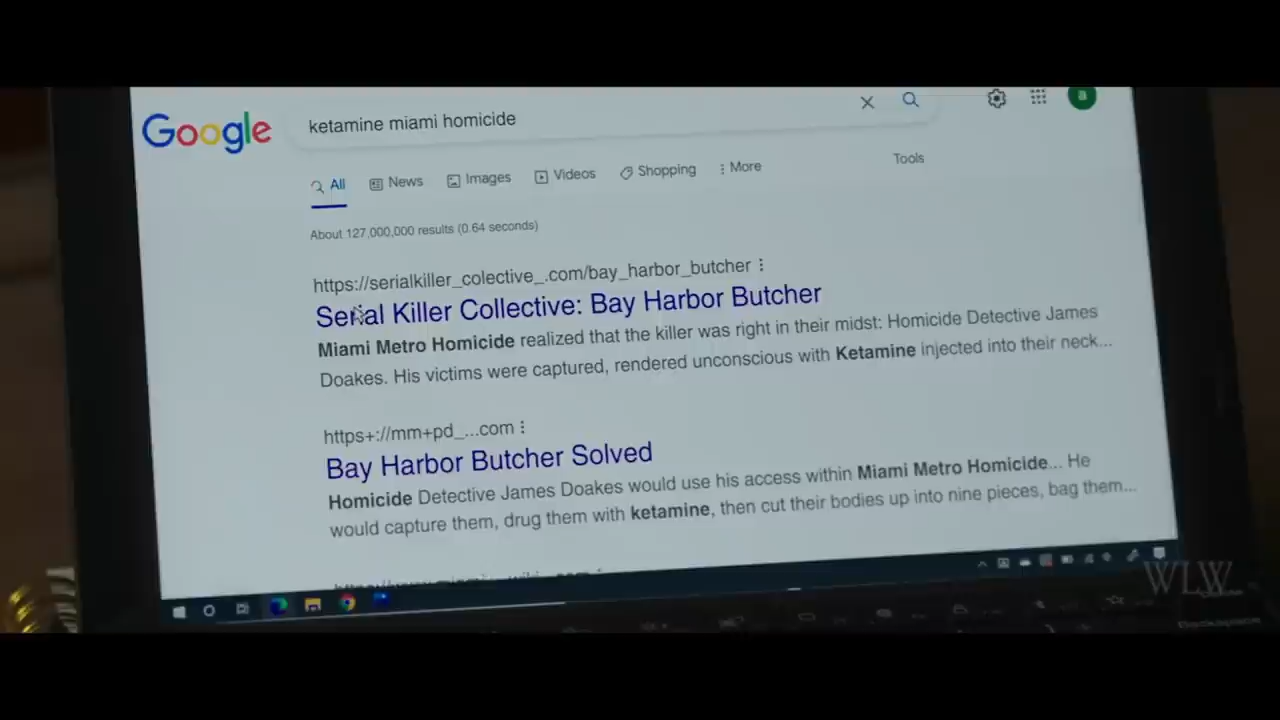 Google
ketamine miami homicide
a
All News Images Videos Shopping More Tools
About 127,000,000 results (0.64 seconds)
https://serialkiller_colective_.com/bay_harbor_butcher
Serial Killer Collective: Bay Harbor Butcher
Miami Metro Homicide realized that the killer was right in their midst: Homicide Detective James
Doakes. His victims were captured, rendered unconscious with Ketamine injected into their neck...
https+://mm+pd_...com
Bay Harbor Butcher Solved
Homicide Detective James Doakes would use his access within Miami Metro Homicide... He
would capture them, drug them with ketamine, then cut their bodies up into nine pieces, bag them...
WLW
Backspace